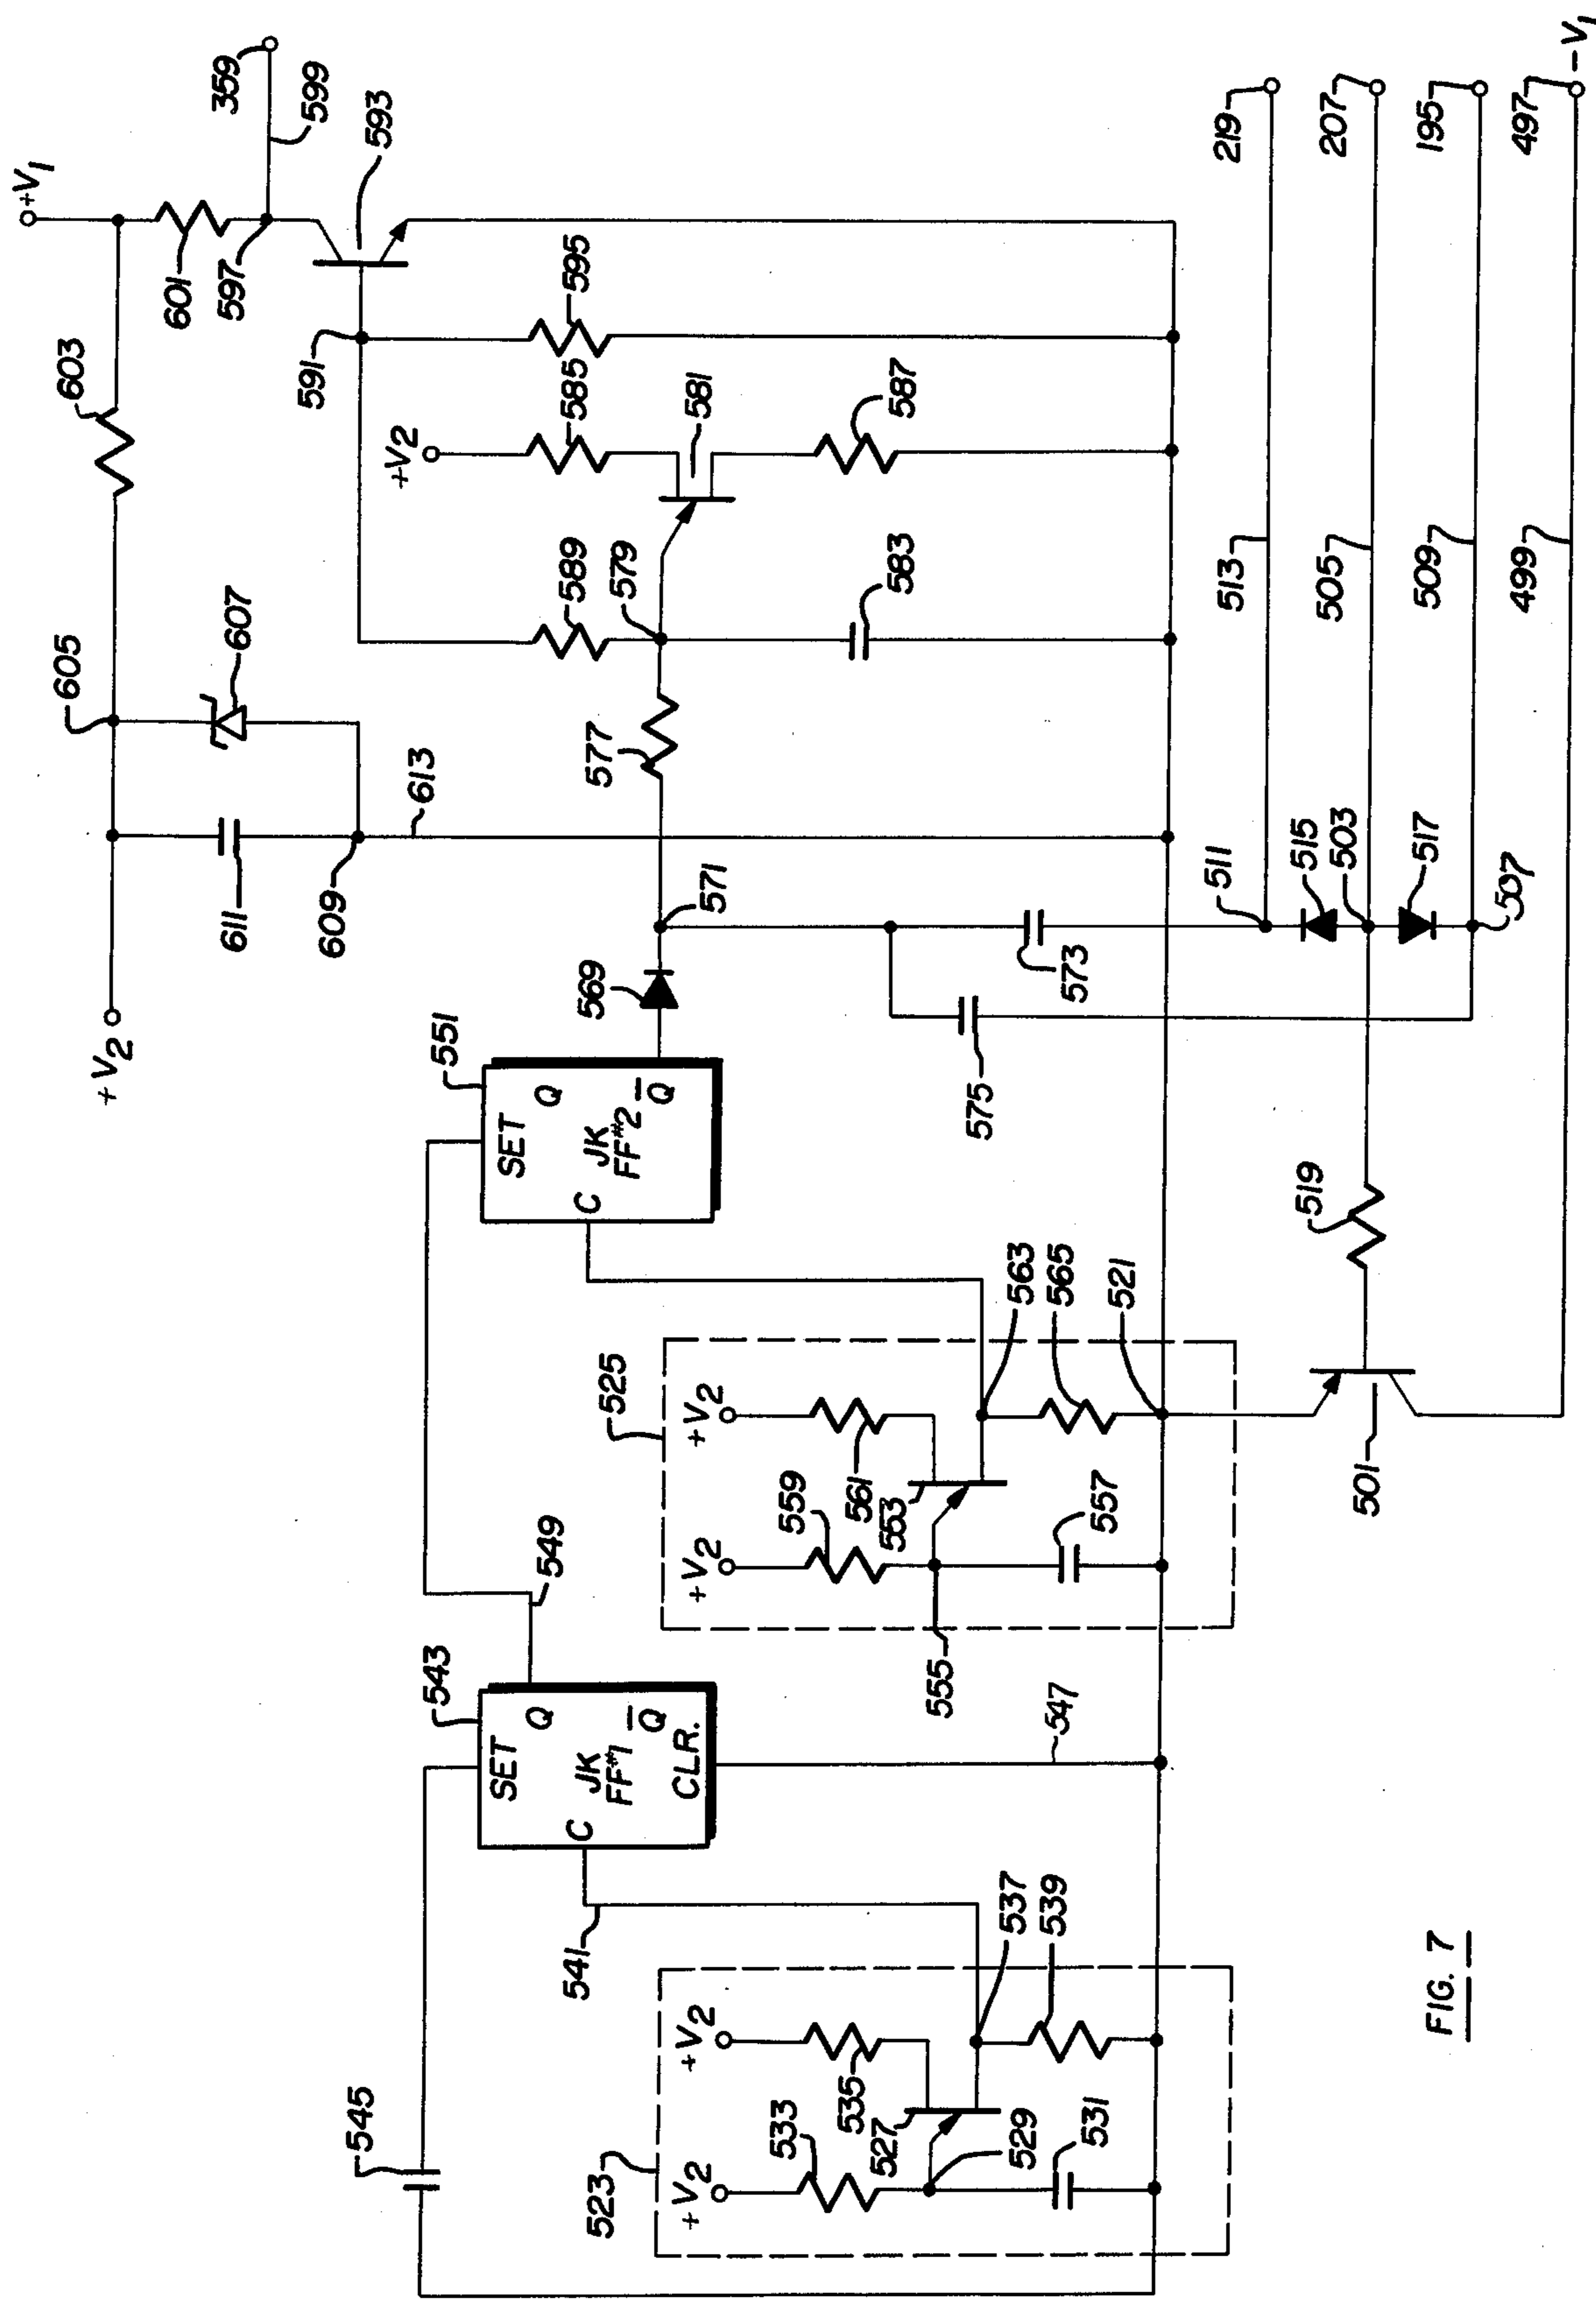 +V1
359
599
601
597
593
603
591
595
585
+V2
581
587
605
607
589
579
583
577
613
611
609
+V2
571
569
573
575
551
SET
Q
JK
FF#2
Q̅
C
219
207
195
497
-V1
513
505
509
499
511
515
503
517
507
519
501
525
+V2
+V2
559
561
553
563
565
521
557
555
549
543
SET
Q
JK
FF#1
Q̅
C
CLR.
547
541
545
523
+V2
+V2
533
535
527
537
539
529
531
FIG. 7